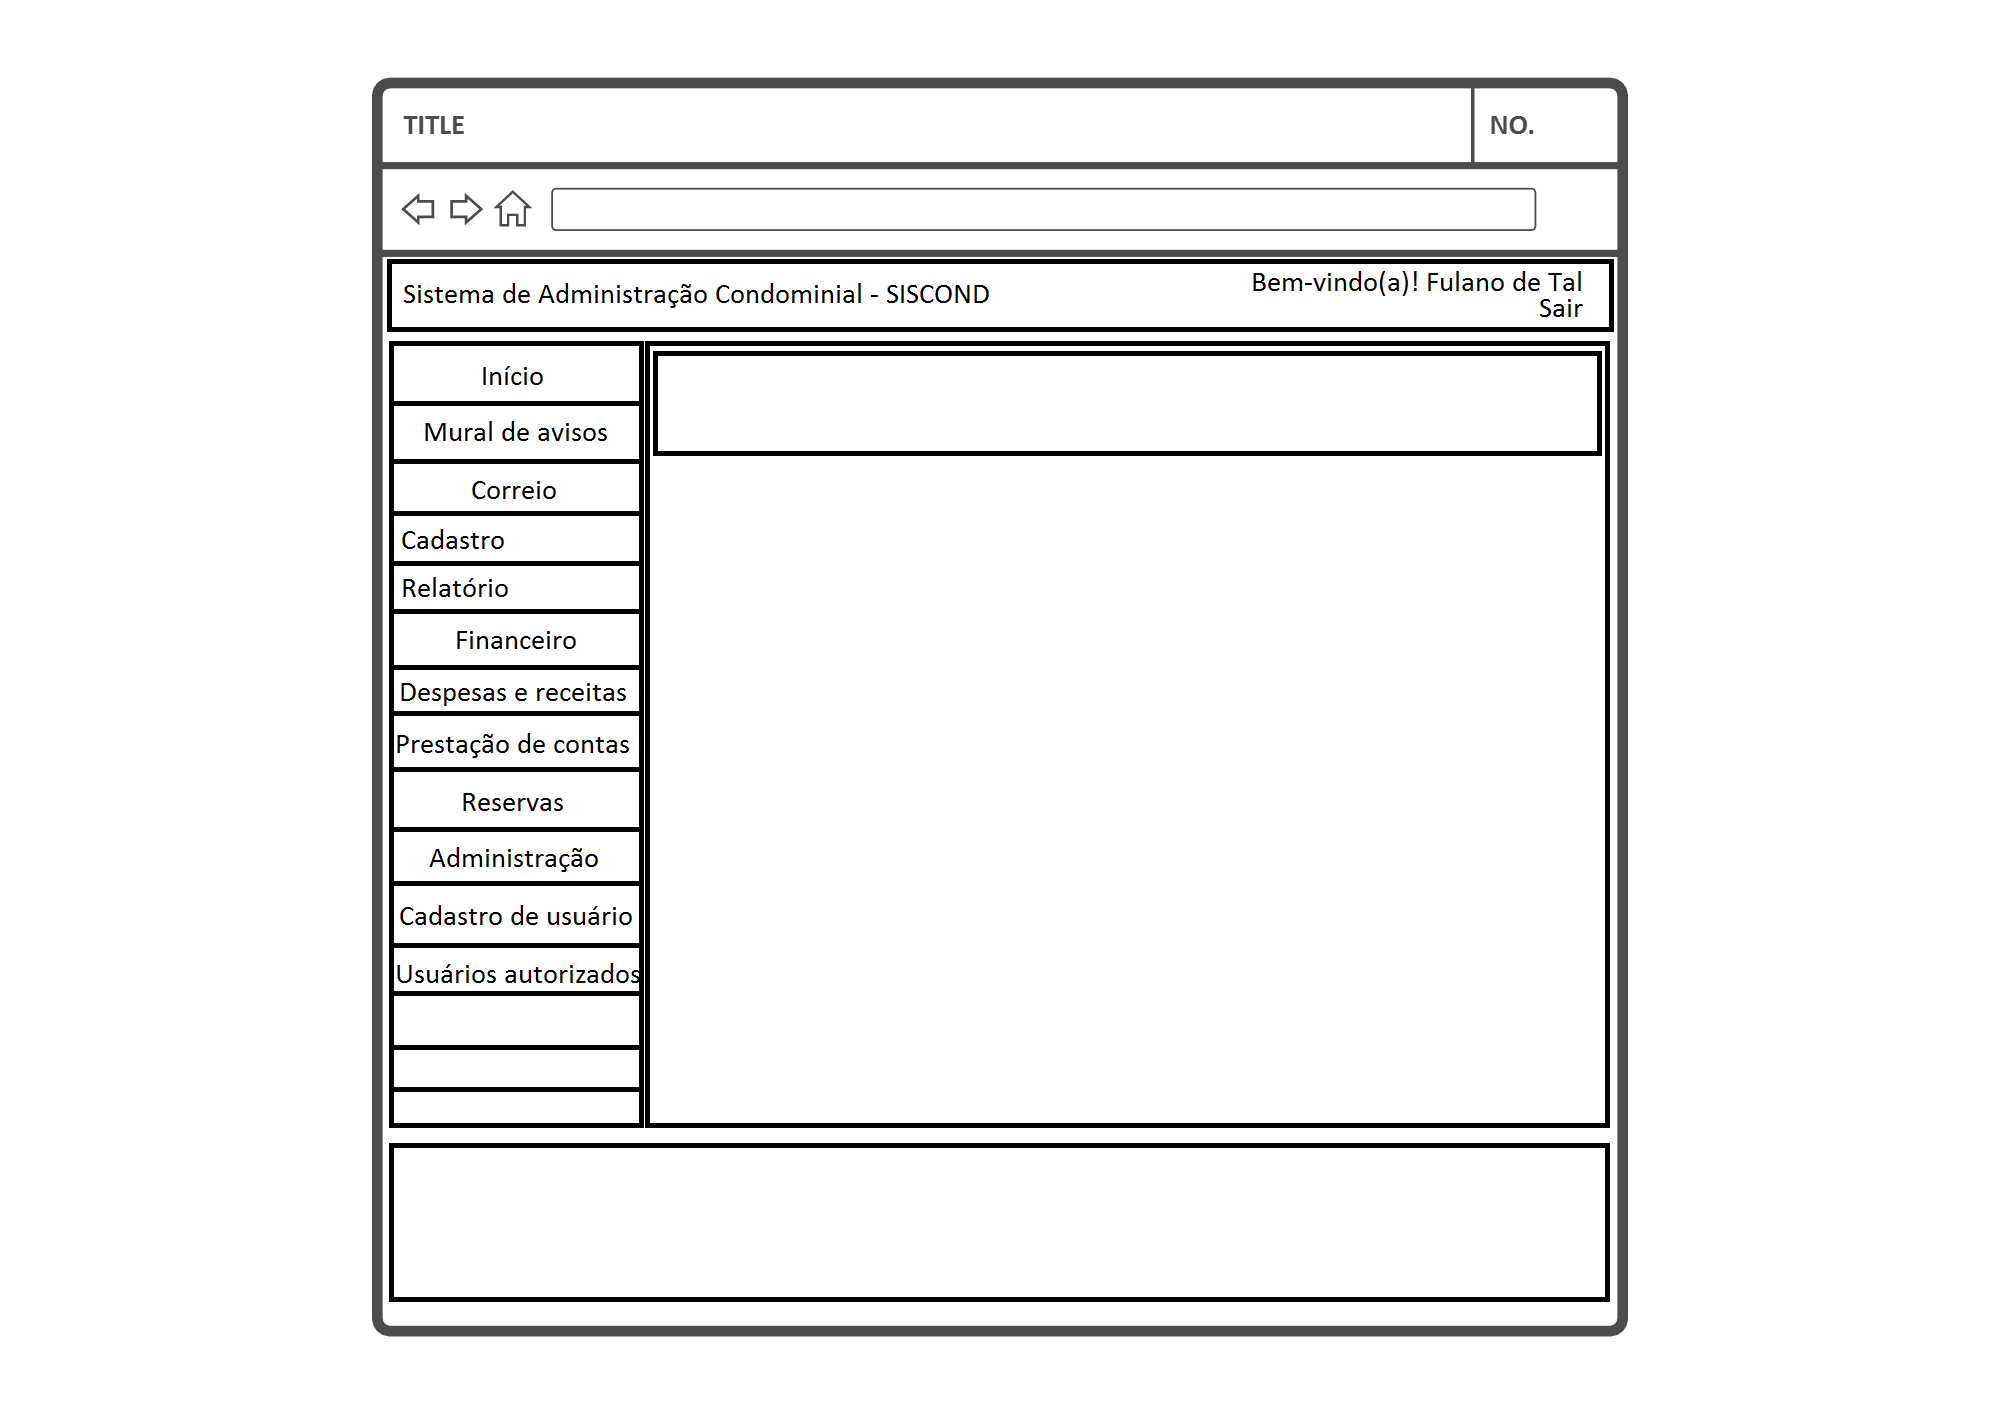 TITLE
NO.
Sistema de Administração Condominial - SISCOND
Bem-vindo(a)! Fulano de Tal
Sair
Início
Mural de avisos
Correio
Cadastro
Relatório
Financeiro
Despesas e receitas
Prestação de contas
Reservas
Administração
Cadastro de usuário
Usuários autorizados